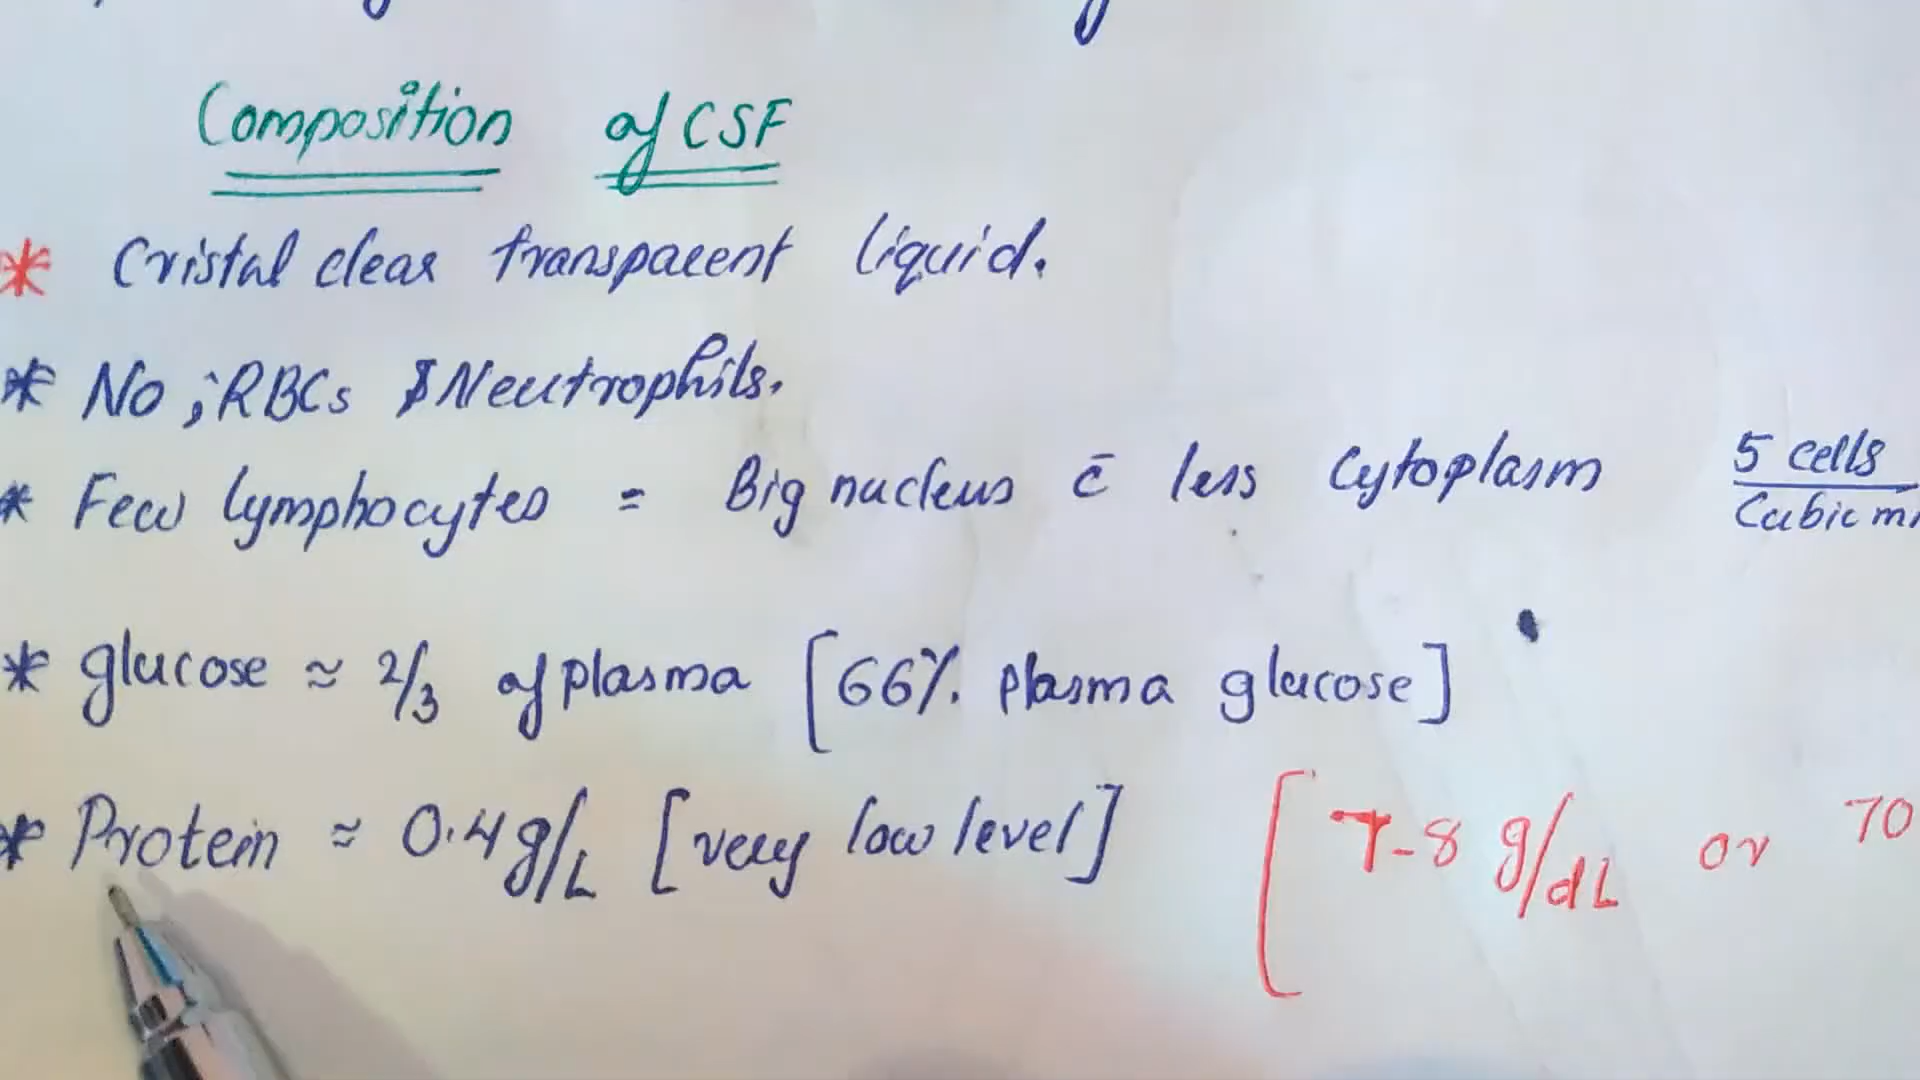 Composition of CSF
* Cristal clear transparent liquid.
* No ; RBCs & Neutrophils.
* Few lymphocytes = Big nucleus c̄ less cytoplasm 5 cells / Cubic m
* glucose ≈ 2/3 of plasma [66% plasma glucose]
* Protein ≈ 0.4g/L [very low level] [7-8 g/dL or 70